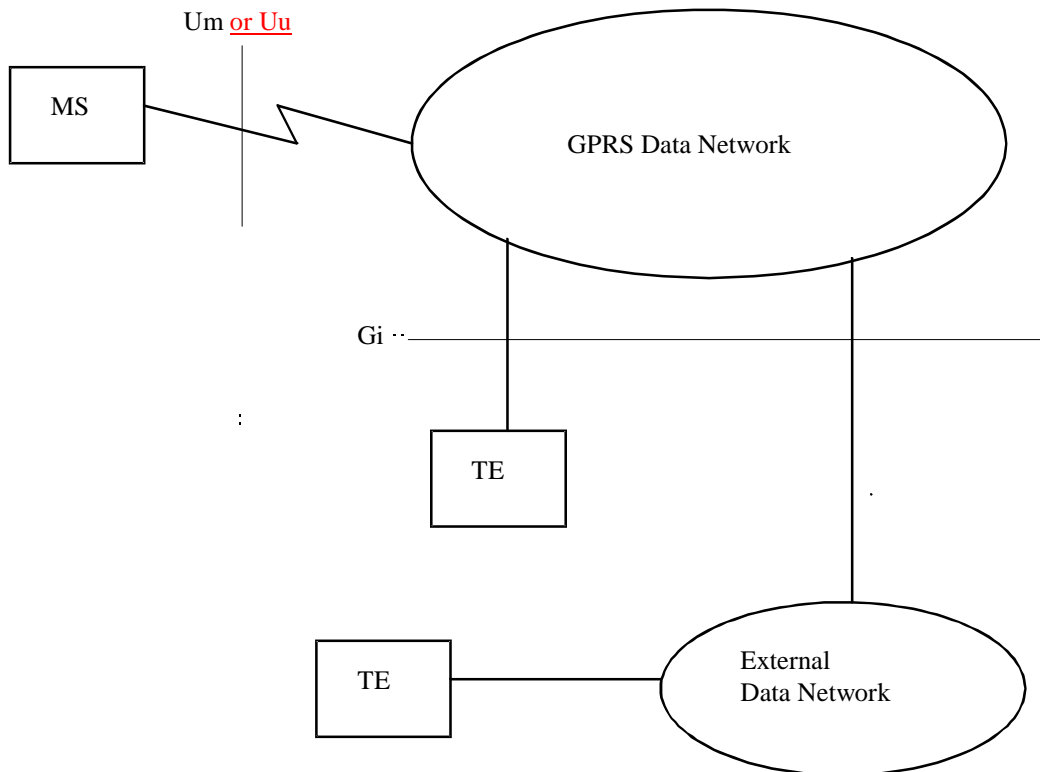 Um or Uu
MS
GPRS Data Network
Gi
TE
TE
External
Data Network